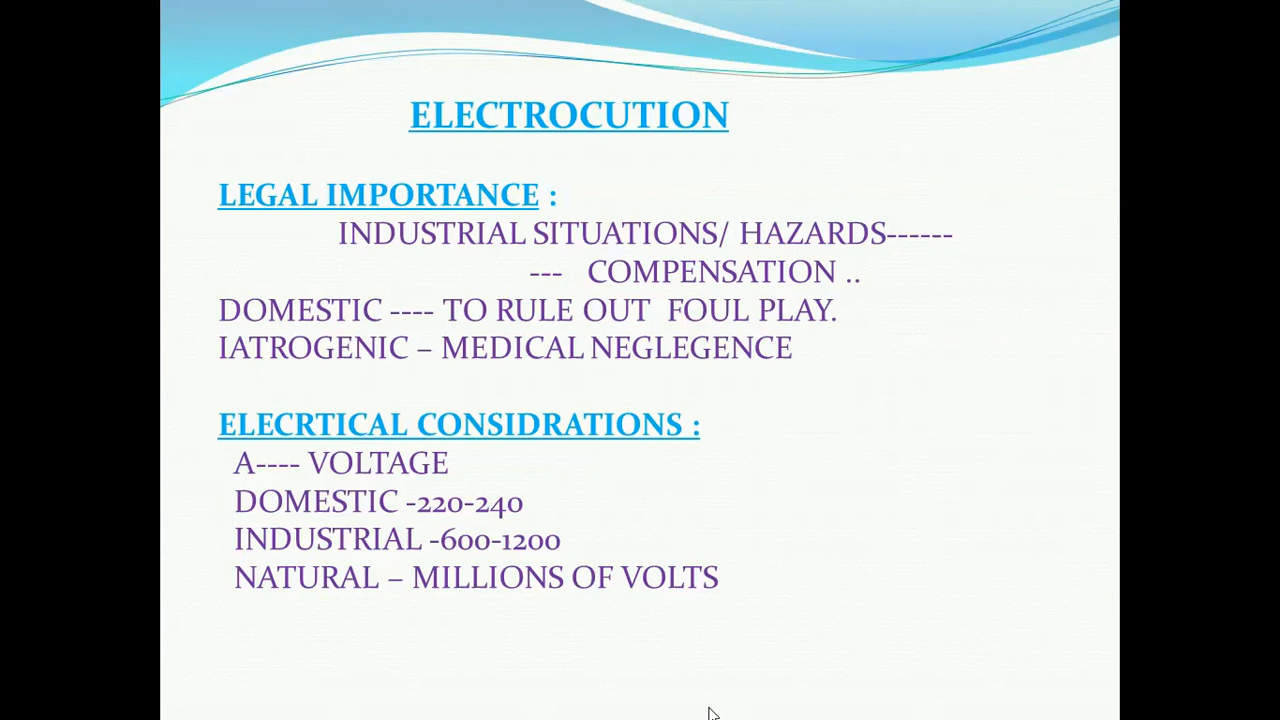 ELECTROCUTION
LEGAL IMPORTANCE :
INDUSTRIAL SITUATIONS/ HAZARDS------
--- COMPENSATION ..
DOMESTIC ---- TO RULE OUT FOUL PLAY.
IATROGENIC – MEDICAL NEGLEGENCE
ELECRTICAL CONSIDRATIONS :
A---- VOLTAGE
DOMESTIC -220-240
INDUSTRIAL -600-1200
NATURAL – MILLIONS OF VOLTS